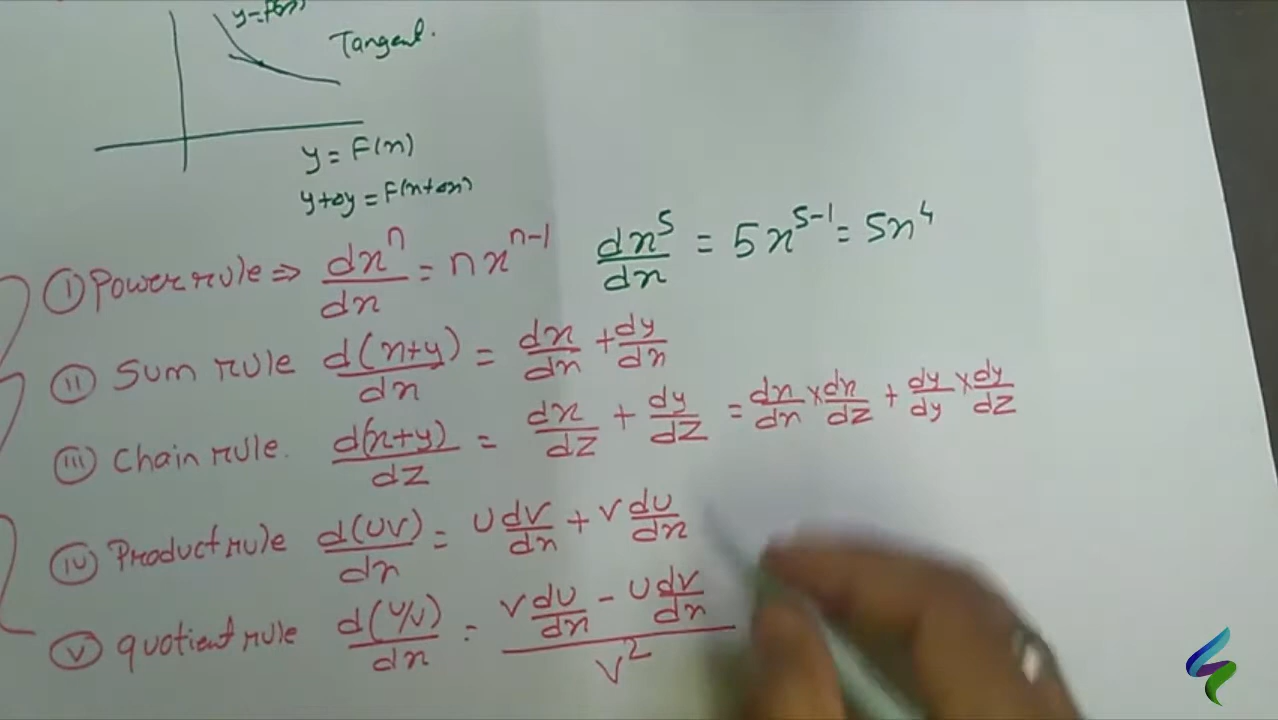 y=F(x)
Tangent.
y = F(x)
y+Δy = F(x+Δx)
(I) Power rule ⇒ dxⁿ/dx = nxⁿ⁻¹ dx⁵/dx = 5x⁵⁻¹ = 5x⁴
(II) Sum rule d(x+y)/dx = dx/dx + dy/dx
(III) Chain rule. d(x+y)/dz = dx/dz + dy/dz = dx/dx × dx/dz + dy/dy × dy/dz
(IV) Product rule d(UV)/dx = U dV/dx + V dU/dx
(V) quotient rule d(U/V)/dx = (V dU/dx - U dV/dx)/V²